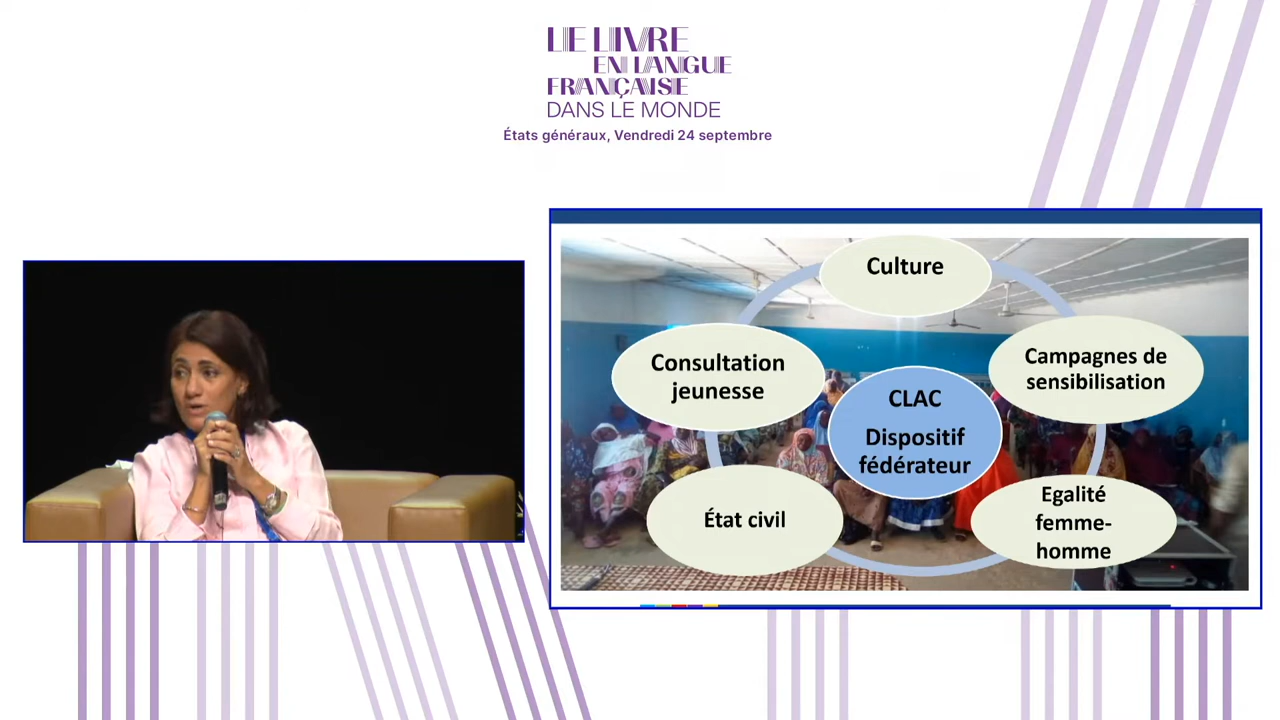 LE LIVRE
EN LANGUE
FRANÇAISE
DANS LE MONDE
États généraux, Vendredi 24 septembre
Culture
Consultation
jeunesse
Campagnes de
sensibilisation
CLAC
Dispositif
fédérateur
État civil
Egalité
femme-
homme